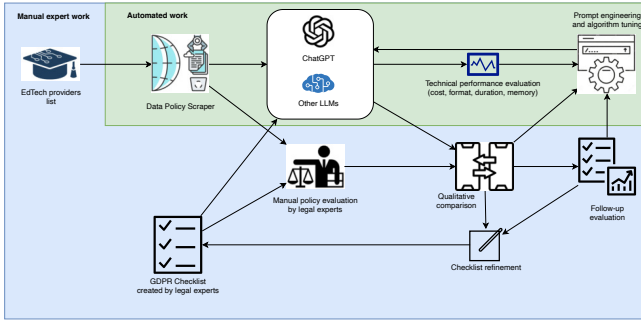 Manual expert work
Automated work
Prompt engineering
and algorithm tuning
ChatGPT
Other LLMs
EdTech providers
list
Data Policy Scraper
Technical performance evaluation
(cost, format, duration, memory)
Manual policy evaluation
by legal experts
Qualitative
comparison
Follow-up
evaluation
GDPR Checklist
created by legal experts
Checklist refinement